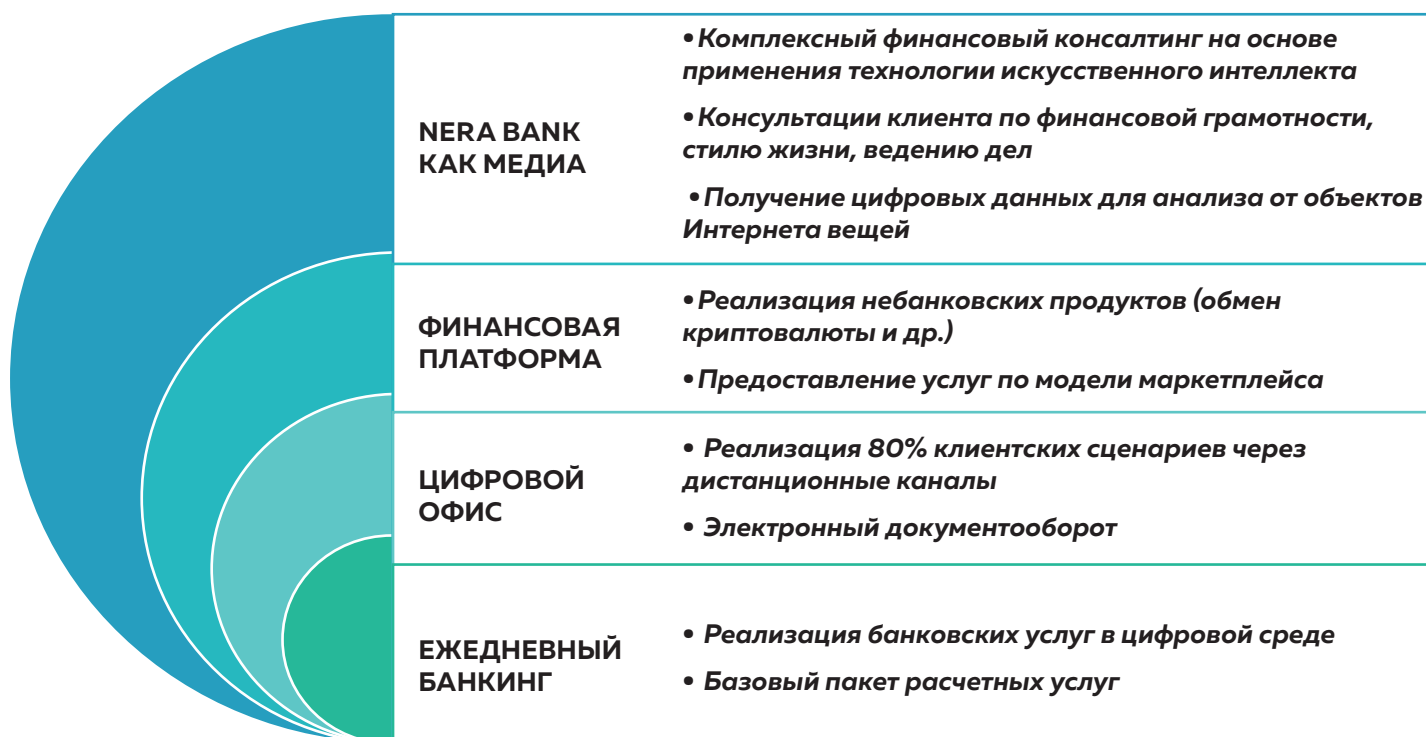 NERA BANK
КАК МЕДИА
•Комплексный финансовый консалтинг на основе
применения технологии искусственного интеллекта
•Консультации клиента по финансовой грамотности,
стилю жизни, ведению дел
•Получение цифровых данных для анализа от объектов
Интернета вещей
ФИНАНСОВАЯ
ПЛАТФОРМА
•Реализация небанковских продуктов (обмен
криптовалюты и др.)
•Предоставление услуг по модели маркетплейса
ЦИФРОВОЙ
ОФИС
• Реализация 80% клиентских сценариев через
дистанционные каналы
• Электронный документооборот
ЕЖЕДНЕВНЫЙ
БАНКИНГ
• Реализация банковских услуг в цифровой среде
• Базовый пакет расчетных услуг